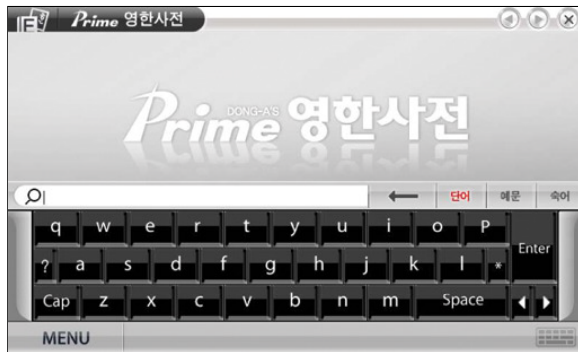 Prime 영한사전
DONG-A'S
Prime 영한사전
단어 예문 숙어
q w e r t y u i o P
? a s d f g h j k l * Enter
Cap z x c v b n m Space
MENU